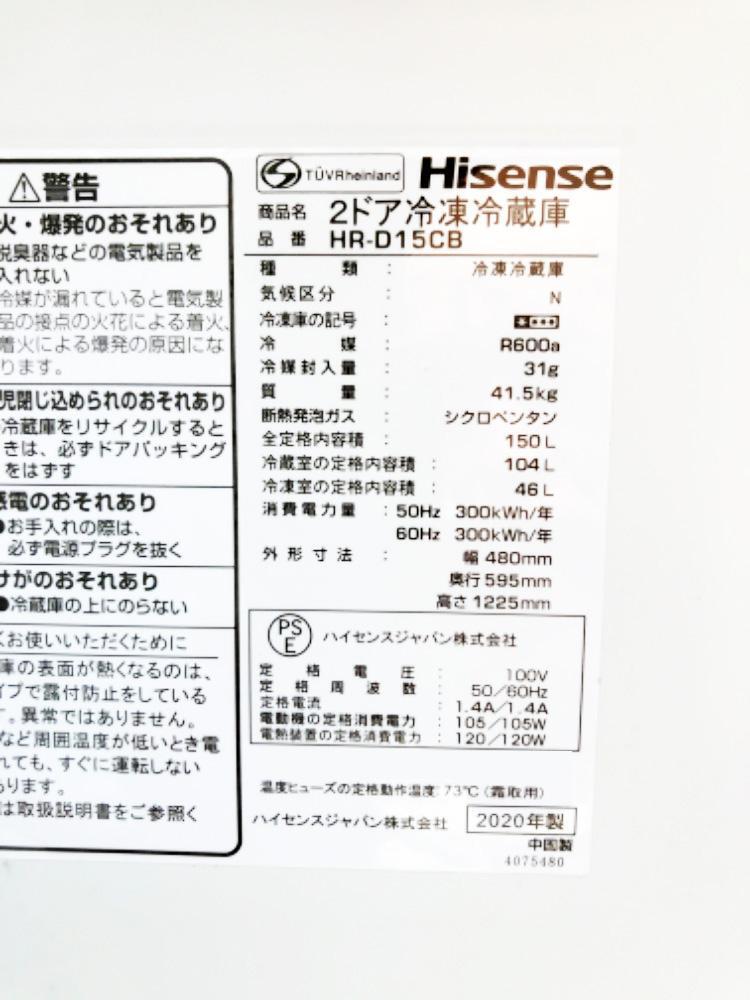 ⚠警告
火・爆発のおそれあり
脱臭器などの電気製品を
入れない
冷媒が漏れていると電気製
品の接点の火花による着火、
着火による爆発の原因にな
ります。
児閉じ込められのおそれあり
冷蔵庫をリサイクルすると
きは、必ずドアパッキング
をはずす
感電のおそれあり
●お手入れの際は、
必ず電源プラグを抜く
けがのおそれあり
●冷蔵庫の上にのらない
くお使いいただくために
庫の表面が熱くなるのは、
イプで露付防止をしている
す。異常ではありません。
など周囲温度が低いとき電
れても、すぐに運転しない
あります。
は取扱説明書をご参照く
TÜVRheinland Hisense
商品名 2ドア冷凍冷蔵庫
品番 HR-D15CB
種類 : 冷凍冷蔵庫
気候区分 : N
冷凍庫の記号 :
冷媒 : R600a
冷媒封入量 : 31g
質量 : 41.5kg
断熱発泡ガス : シクロペンタン
全定格内容積 : 150L
冷蔵室の定格内容積 : 104L
冷凍室の定格内容積 : 46L
消費電力量 : 50Hz 300kWh/年
60Hz 300kWh/年
外形寸法 : 幅 480mm
奥行 595mm
高さ 1225mm
PSE ハイセンスジャパン株式会社
定格電圧 : 100V
定格周波数 : 50/60Hz
定格電流 : 1.4A/1.4A
電動機の定格消費電力 : 105/105W
電熱装置の定格消費電力 : 120/120W
温度ヒューズの定格動作温度:73℃(霜取用)
ハイセンスジャパン株式会社 2020年製
中国製
4075480